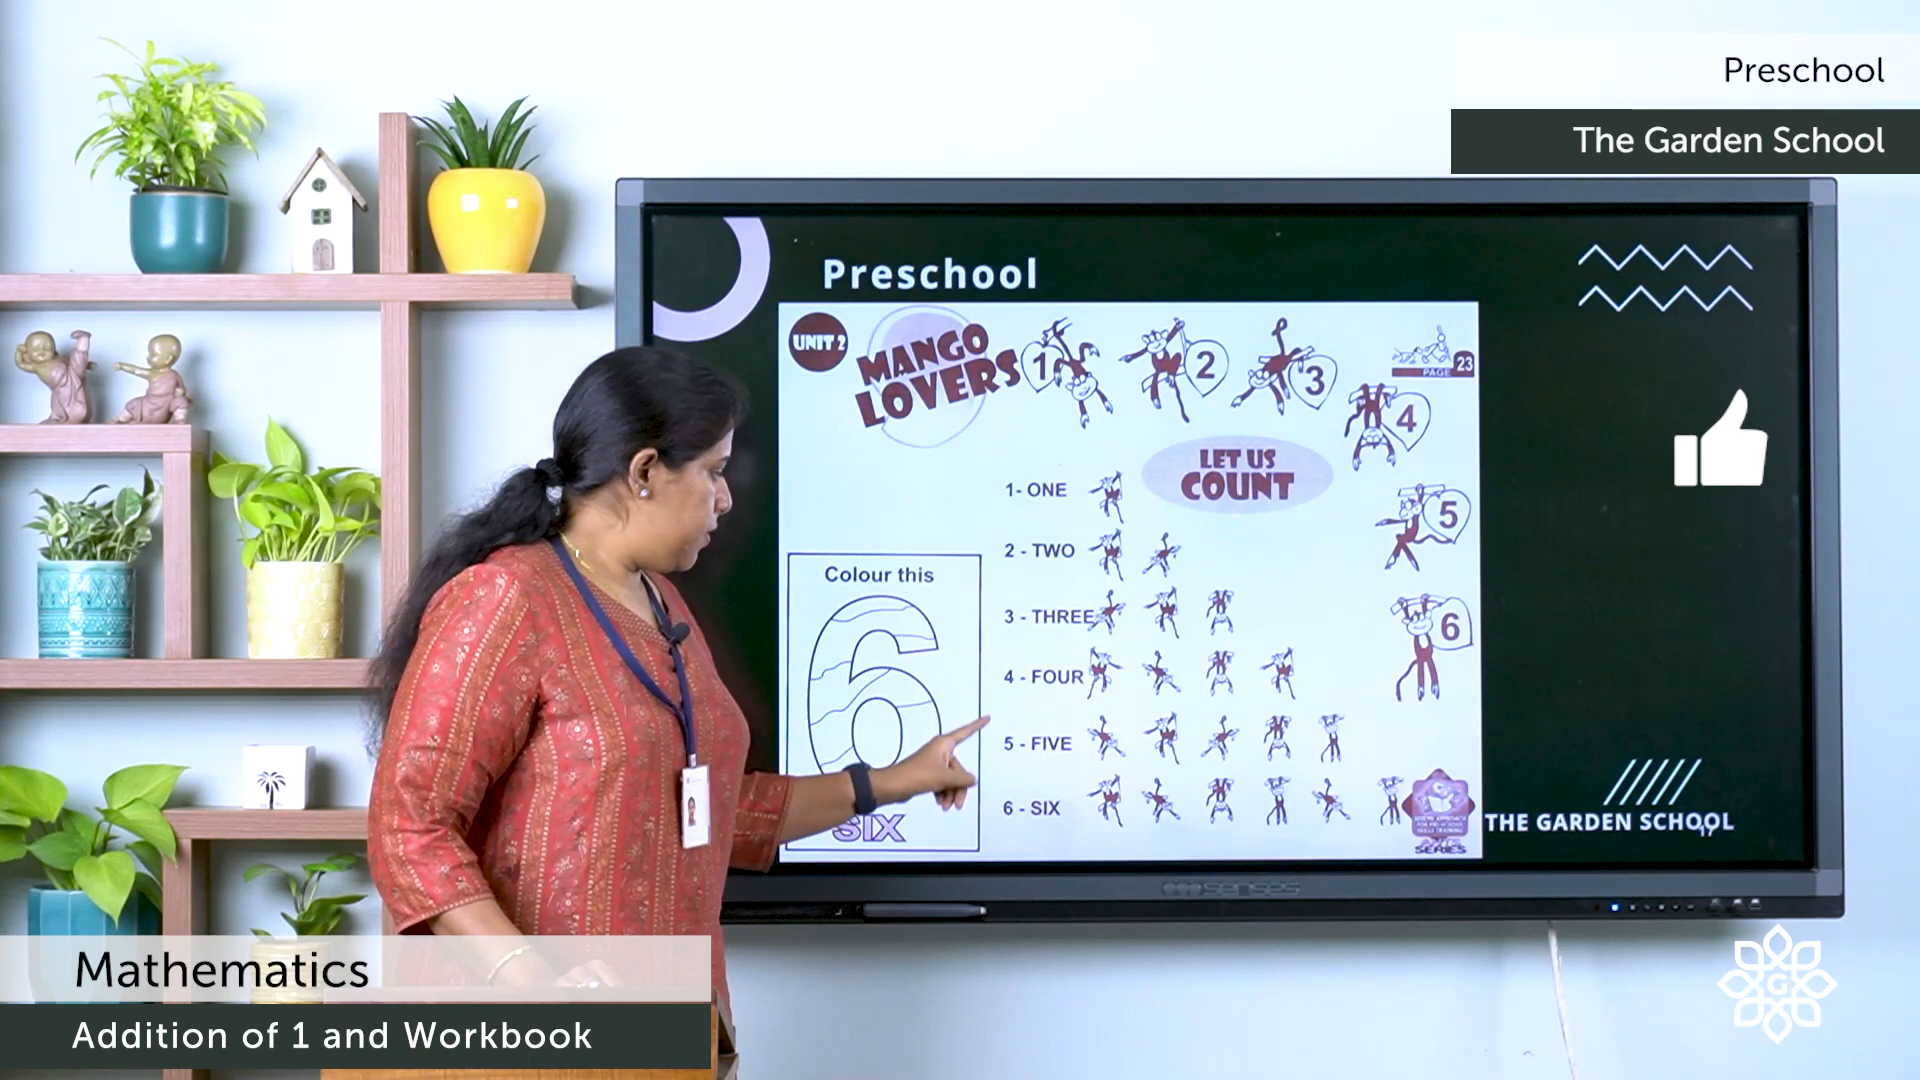 Preschool
The Garden School
Preschool
UNIT 2
MANGO
LOVERS
1
2
3
PAGE 23
4
LET US
COUNT
1- ONE
5
2 - TWO
Colour this
3 - THREE
6
4 - FOUR
6
5 - FIVE
6 - SIX
SIX
SERIES
THE GARDEN SCHOOL
senses
Mathematics
G
Addition of 1 and Workbook